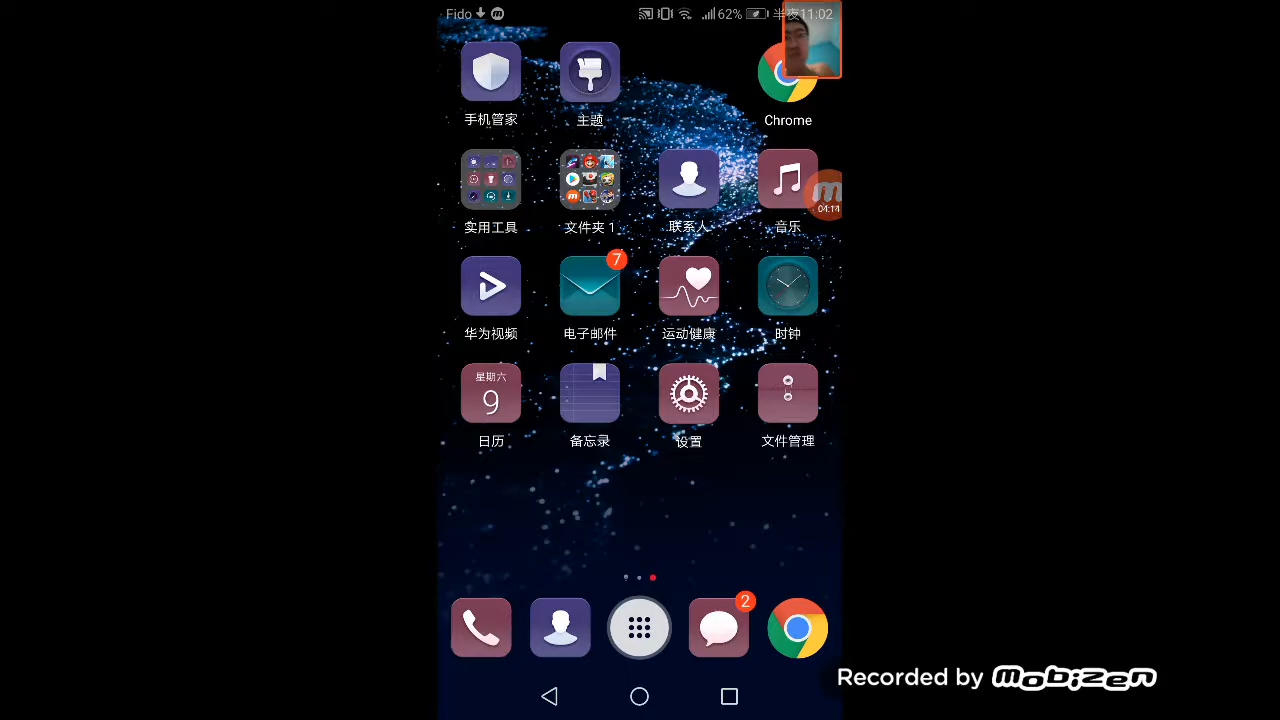 Fido 62% 半夜11:02
手机管家 主题 Chrome
04:14
实用工具 文件夹 1 联系人 音乐
7
华为视频 电子邮件 运动健康 时钟
星期六
9
日历 备忘录 设置 文件管理
2
Recorded by mobizen